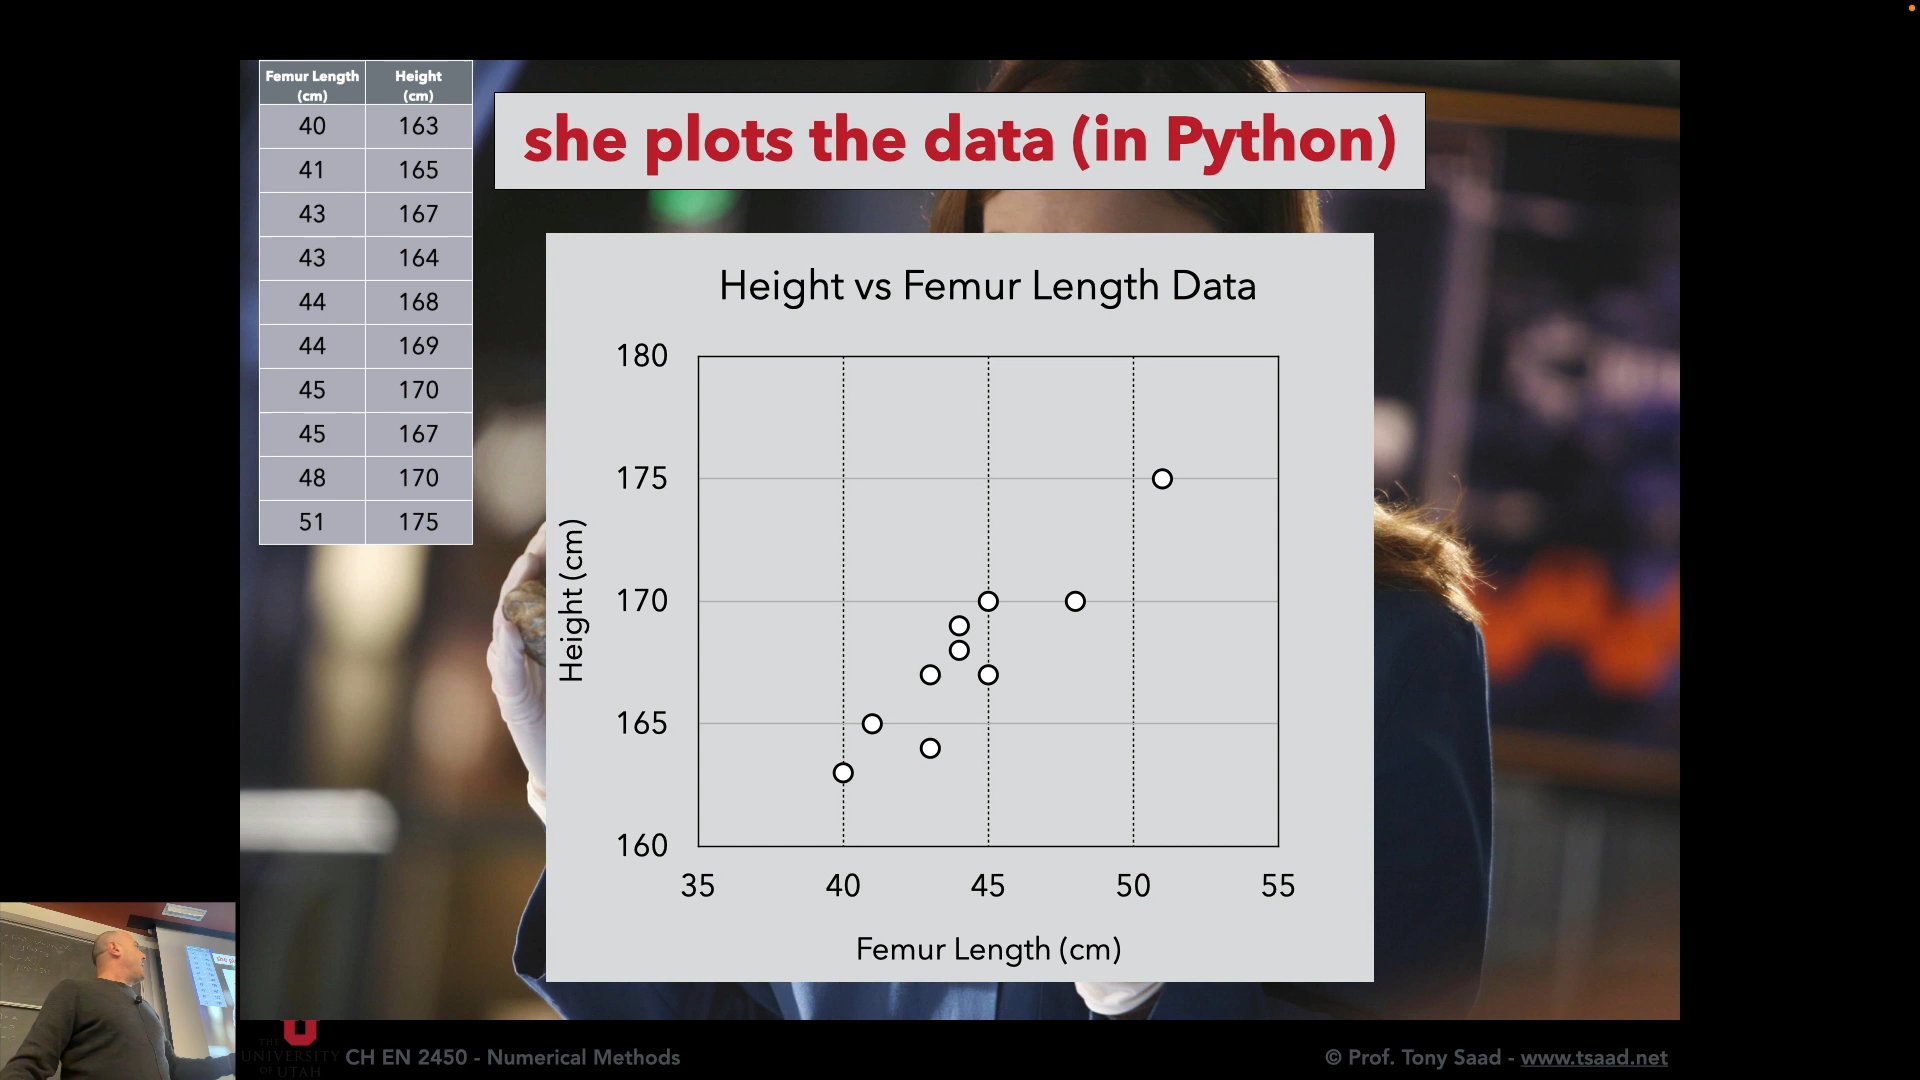 Femur Length
(cm)
Height
(cm)
40 163
41 165
43 167
43 164
44 168
44 169
45 170
45 167
48 170
51 175
she plots the data (in Python)
Height vs Femur Length Data
180
175
170
165
160
Height (cm)
35 40 45 50 55
Femur Length (cm)
THE
UNIVERSITY
OF UTAH
CH EN 2450 - Numerical Methods
© Prof. Tony Saad - www.tsaad.net